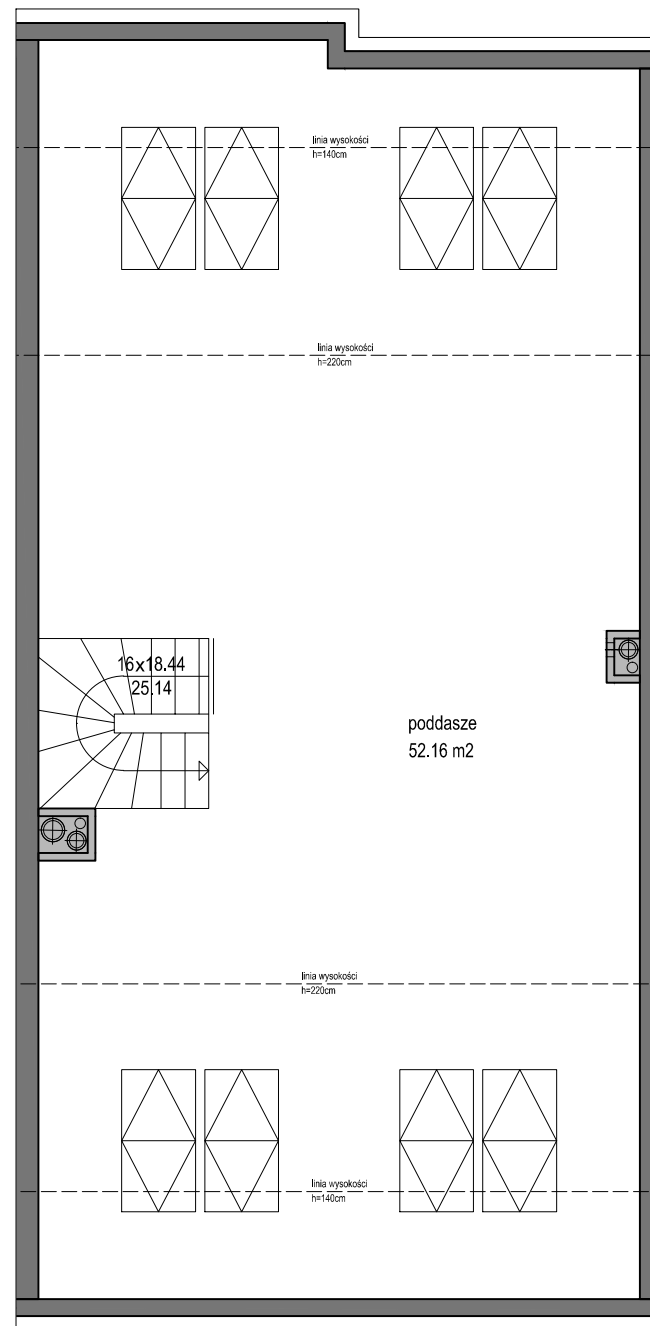 linia wysokości
h=140cm
linia wysokości
h=220cm
16x18.44
25.14
poddasze
52.16 m2
linia wysokości
h=220cm
linia wysokości
h=140cm